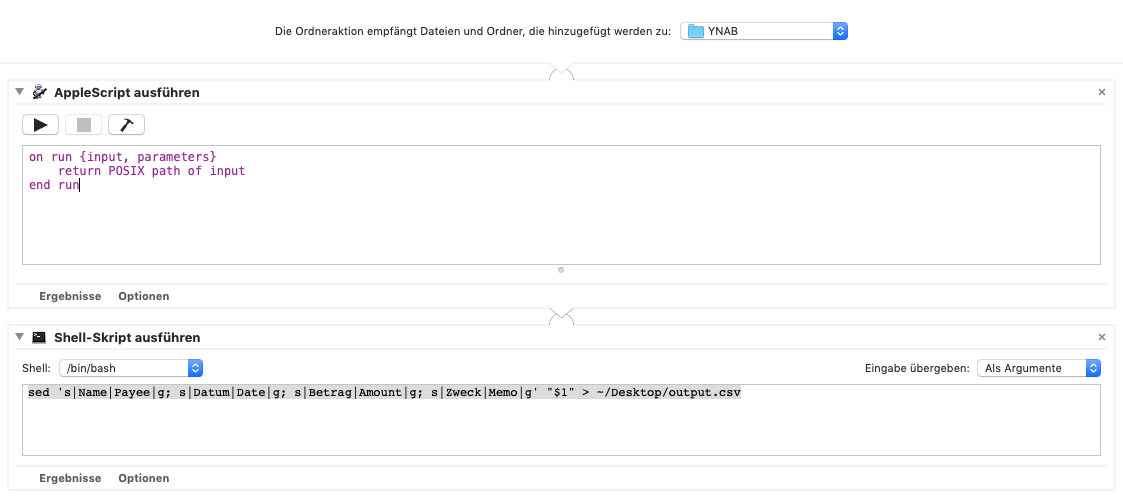 Die Ordneraktion empfängt Dateien und Ordner, die hinzugefügt werden zu: YNAB
AppleScript ausführen
on run {input, parameters}
    return POSIX path of input
end run
Ergebnisse Optionen
Shell-Skript ausführen
Shell: /bin/bash Eingabe übergeben: Als Argumente
sed 's|Name|Payee|g; s|Datum|Date|g; s|Betrag|Amount|g; s|Zweck|Memo|g' "$1" > ~/Desktop/output.csv
Ergebnisse Optionen